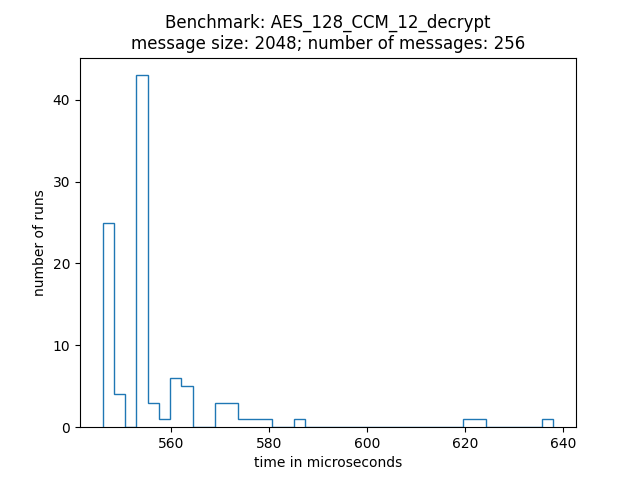 Benchmark: AES_128_CCM_12_decrypt
message size: 2048; number of messages: 256
40
30
20
10
0
number of runs
560 580 600 620 640
time in microseconds